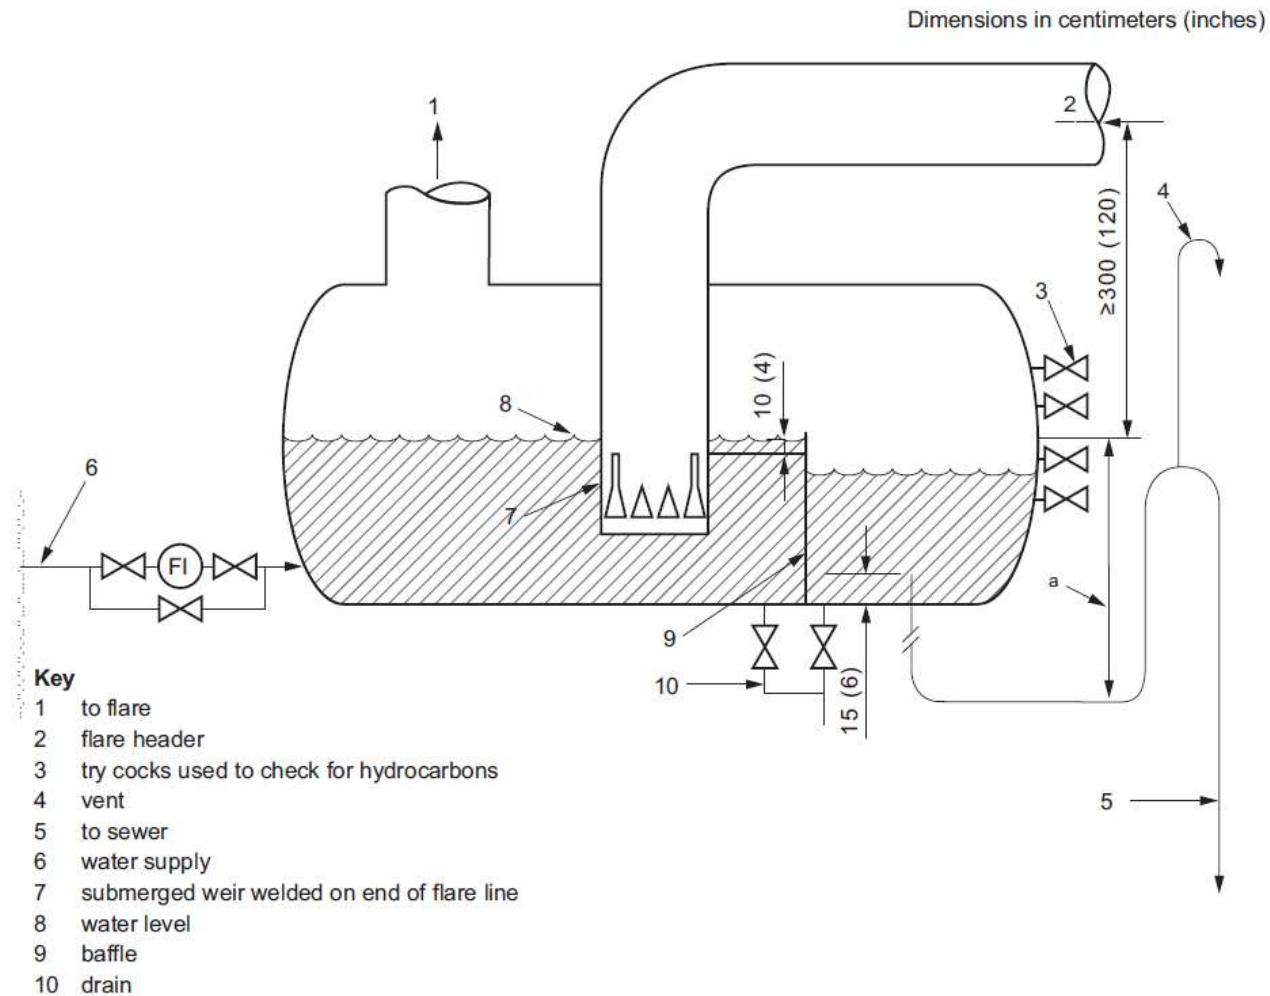 Dimensions in centimeters (inches)
1
2
4
≥300 (120)
3
10 (4)
8
6
7
FI
a
9
10
15 (6)
5
Key
1 to flare
2 flare header
3 try cocks used to check for hydrocarbons
4 vent
5 to sewer
6 water supply
7 submerged weir welded on end of flare line
8 water level
9 baffle
10 drain